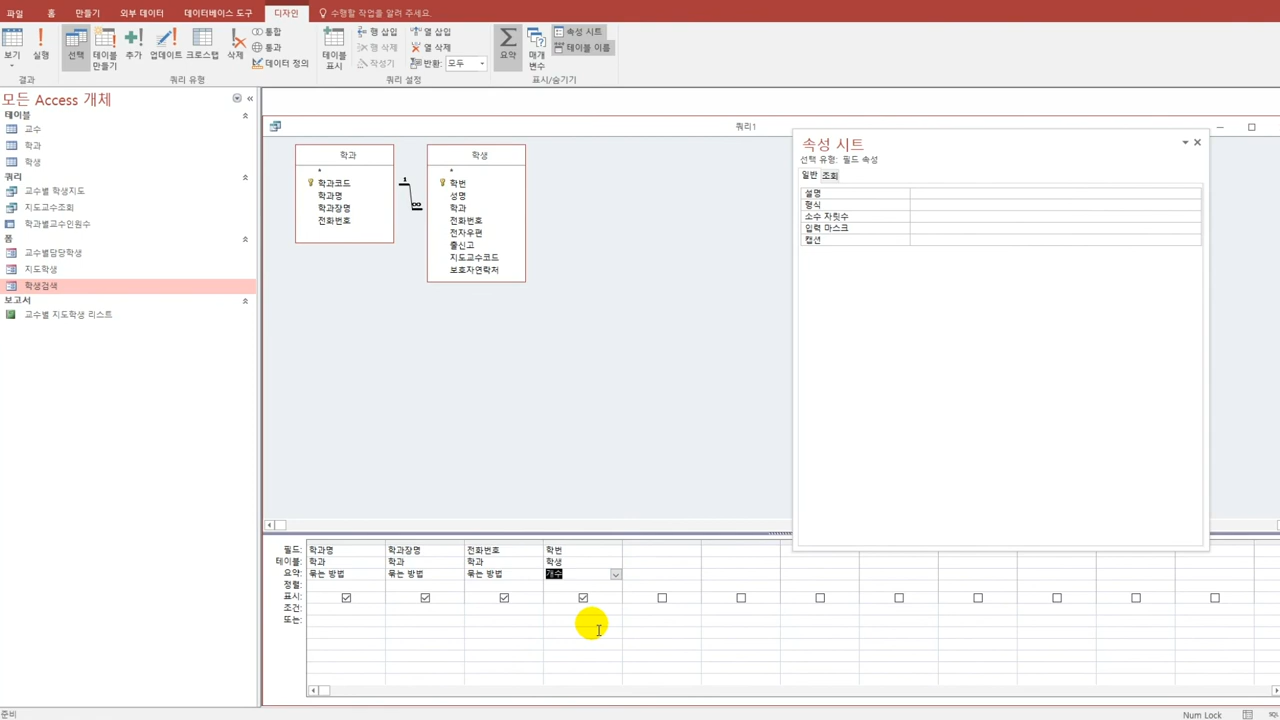 파일 홈 만들기 외부 데이터 데이터베이스 도구 디자인 수행할 작업을 알려 주세요.
보기 실행 선택 테이블 만들기 추가 업데이트 크로스탭 삭제 통합 통과 데이터 정의 테이블 표시 행 삽입 행 삭제 작성기 열 삽입 열 삭제 반환: 모두 요약 매개 변수 속성 시트 테이블 이름
결과 쿼리 유형 쿼리 설정 표시/숨기기
모든 Access 개체
테이블
교수
학과
학생
쿼리
교수별 학생지도
지도교수조회
학과별교수인원수
폼
교수별담당학생
지도학생
학생검색
보고서
교수별 지도학생 리스트
쿼리1
학과
*
학과코드
학과명
학과장명
전화번호
1
∞
학생
*
학번
성명
학과
전화번호
전자우편
출신고
지도교수코드
보호자연락처
속성 시트
선택 유형: 필드 속성
일반 조회
설명
형식
소수 자릿수
입력 마스크
캡션
필드: 학과명 학과장명 전화번호 학번
테이블: 학과 학과 학과 학생
요약: 묶는 방법 묶는 방법 묶는 방법 개수
정렬:
표시:
조건:
또는:
준비 Num Lock